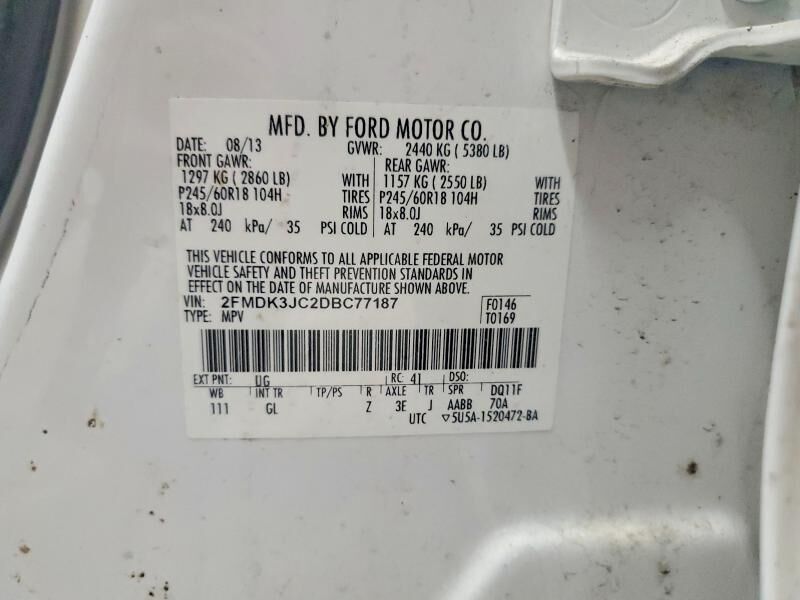 MFD. BY FORD MOTOR CO.
DATE: 08/13 GVWR: 2440 KG ( 5380 LB)
FRONT GAWR: REAR GAWR:
1297 KG ( 2860 LB) WITH 1157 KG ( 2550 LB) WITH
P245/60R18 104H TIRES P245/60R18 104H TIRES
18x8.0J RIMS 18x8.0J RIMS
AT 240 kPa/ 35 PSI COLD AT 240 kPa/ 35 PSI COLD
THIS VEHICLE CONFORMS TO ALL APPLICABLE FEDERAL MOTOR
VEHICLE SAFETY AND THEFT PREVENTION STANDARDS IN
EFFECT ON THE DATE OF MANUFACTURE SHOWN ABOVE.
VIN: 2FMDK3JC2DBC77187 F0146
TYPE: MPV T0169
EXT PNT: UG RC: 41 DSO:
WB INT TR TP/PS R AXLE TR SPR DQ11F
111 GL Z 3E J AABB 70A
UTC ▽5U5A-1520472-BA